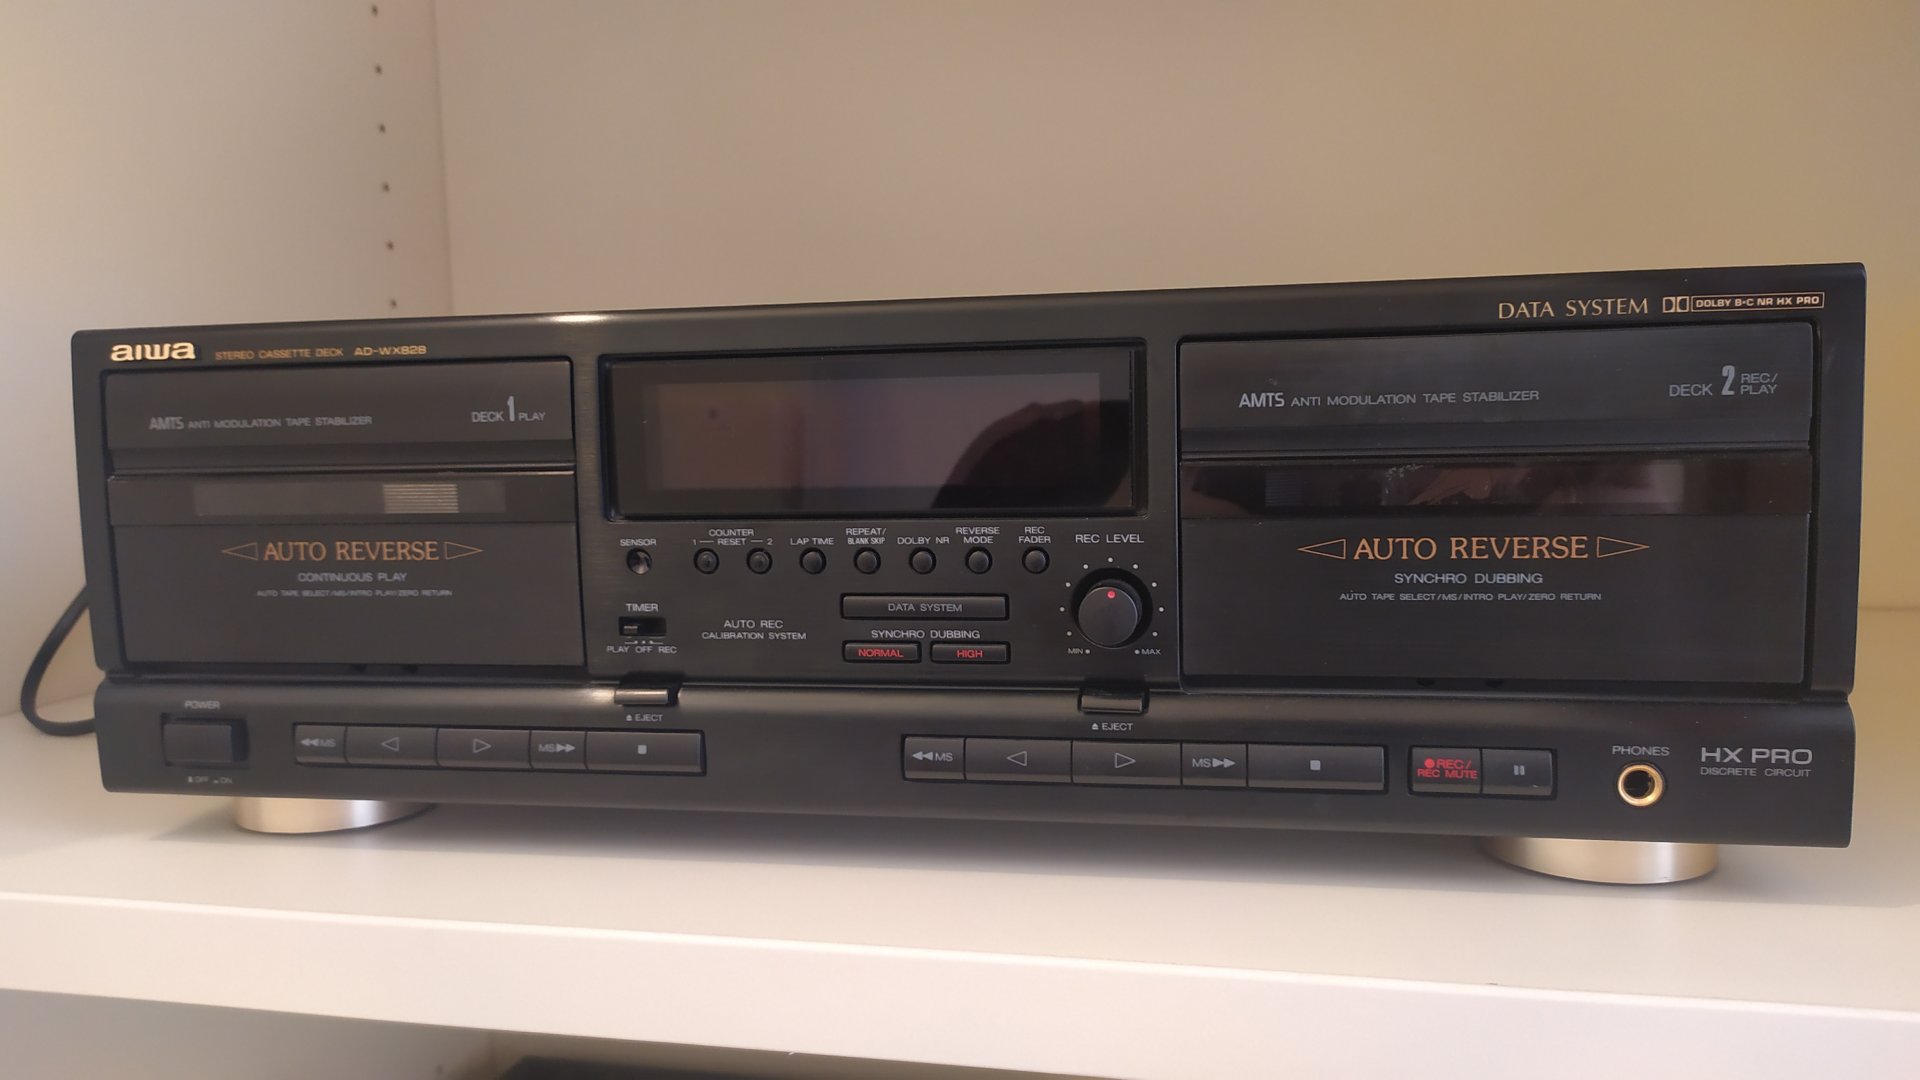 aiwa STEREO CASSETTE DECK AD-WX828
DATA SYSTEM DOLBY B-C NR HX PRO
AMTS ANTI MODULATION TAPE STABILIZER
DECK 1 PLAY
AUTO REVERSE
CONTINUOUS PLAY
AUTO TAPE SELECT/MS/INTRO PLAY/ZERO RETURN
SENSOR
COUNTER
1 RESET 2
LAP TIME
REPEAT/
BLANK SKIP
DOLBY NR
REVERSE
MODE
REC
FADER
REC LEVEL
MIN
MAX
TIMER
PLAY OFF REC
AUTO REC
CALIBRATION SYSTEM
DATA SYSTEM
SYNCHRO DUBBING
NORMAL
HIGH
AMTS ANTI MODULATION TAPE STABILIZER
DECK 2 REC/
PLAY
AUTO REVERSE
SYNCHRO DUBBING
AUTO TAPE SELECT/MS/INTRO PLAY/ZERO RETURN
POWER
OFF ON
MS
MS
EJECT
MS
MS
EJECT
REC/
REC MUTE
PHONES
HX PRO
DISCRETE CIRCUIT